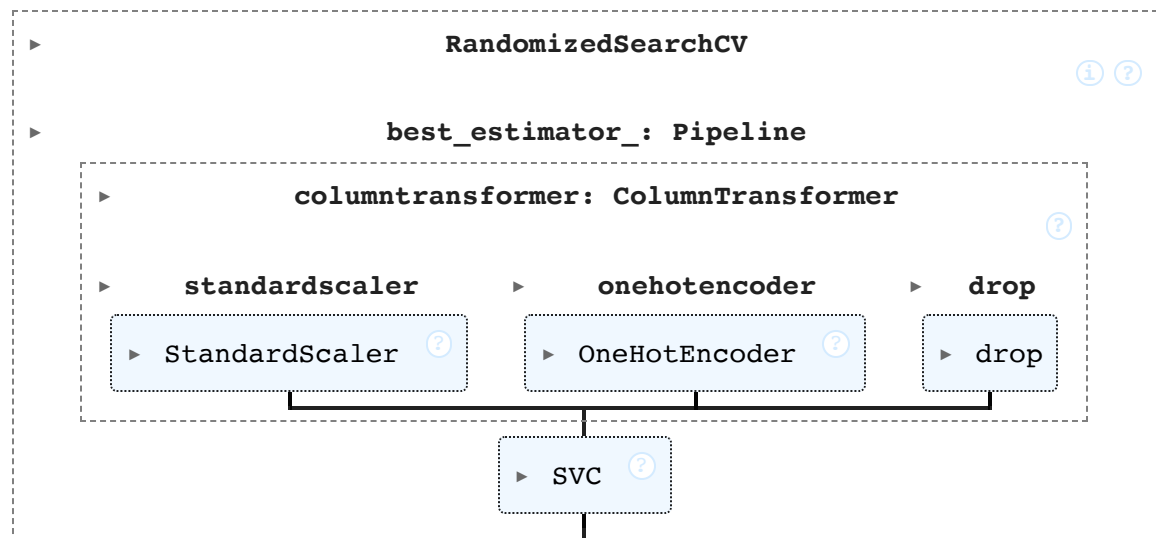 ▸ RandomizedSearchCV
i ?
▸ best_estimator_: Pipeline
▸ columntransformer: ColumnTransformer
?
▸ standardscaler ▸ onehotencoder ▸ drop
▸ StandardScaler ? ▸ OneHotEncoder ? ▸ drop
▸ SVC ?